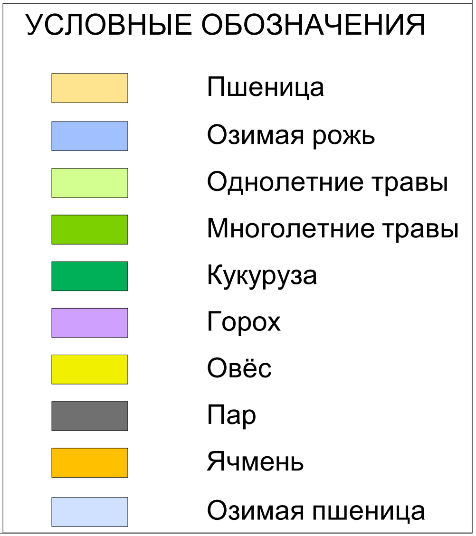 УСЛОВНЫЕ ОБОЗНАЧЕНИЯ
Пшеница
Озимая рожь
Однолетние травы
Многолетние травы
Кукуруза
Горох
Овёс
Пар
Ячмень
Озимая пшеница